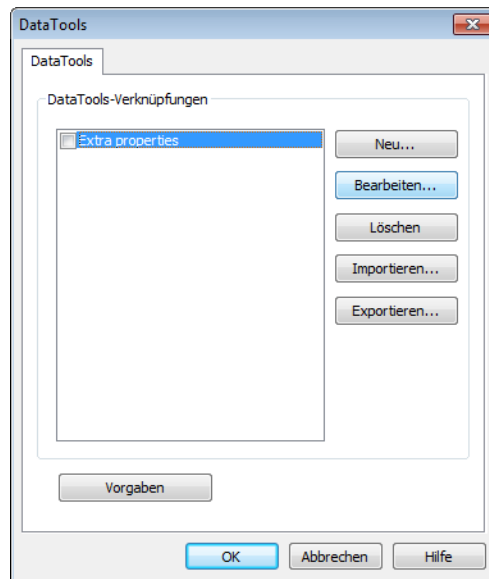 DataTools
DataTools
DataTools-Verknüpfungen
Extra properties
Neu...
Bearbeiten...
Löschen
Importieren...
Exportieren...
Vorgaben
OK
Abbrechen
Hilfe